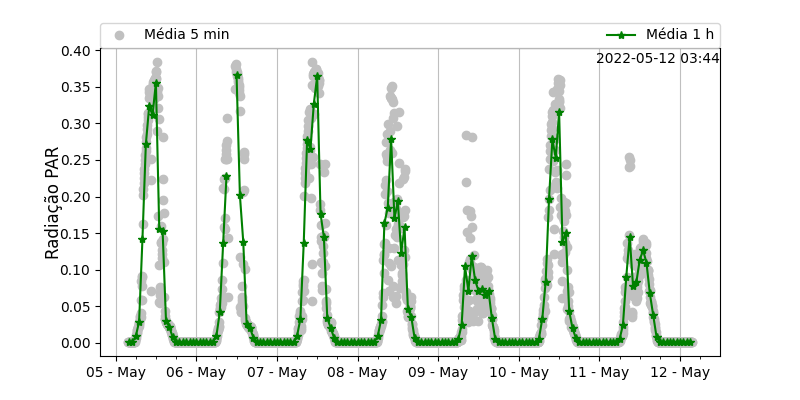 Média 5 min
Média 1 h
2022-05-12 03:44
Radiação PAR
0.40
0.35
0.30
0.25
0.20
0.15
0.10
0.05
0.00
05 - May
06 - May
07 - May
08 - May
09 - May
10 - May
11 - May
12 - May